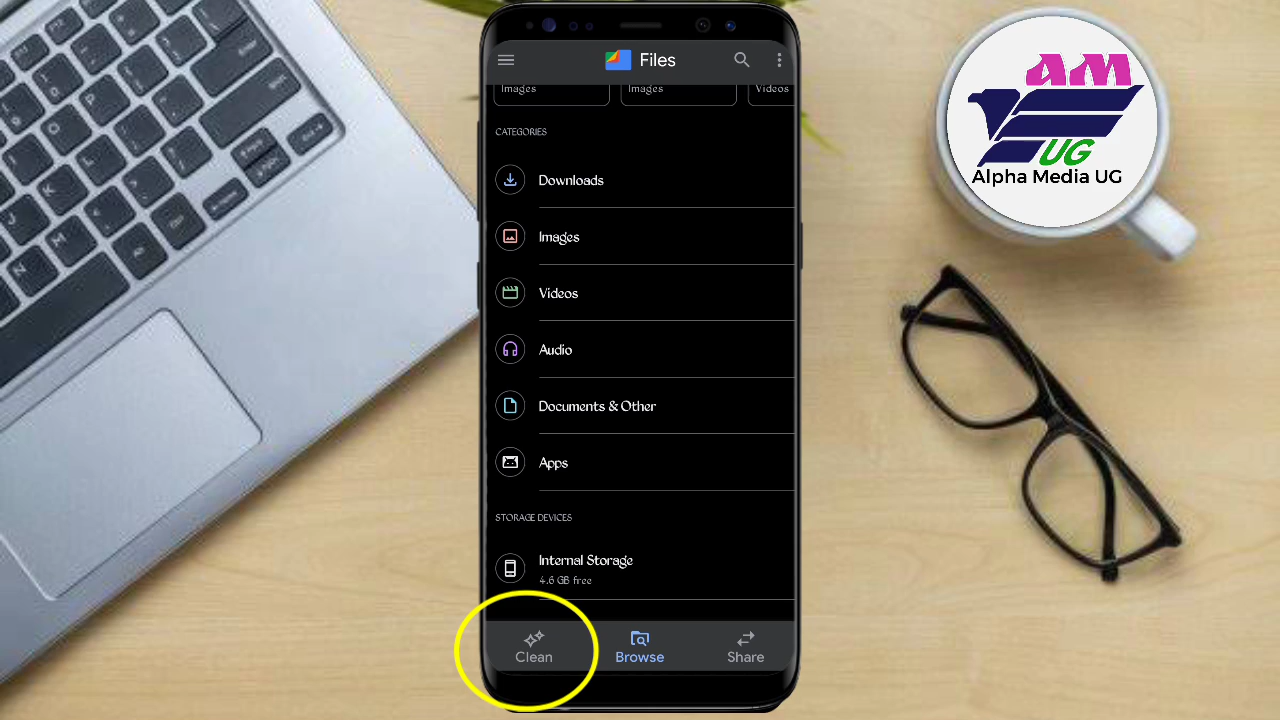 Files
Images
Images
Videos
CATEGORIES
Downloads
Images
Videos
Audio
Documents & Other
Apps
STORAGE DEVICES
Internal Storage
4.6 GB free
Clean
Browse
Share
AM
UG
Alpha Media UG